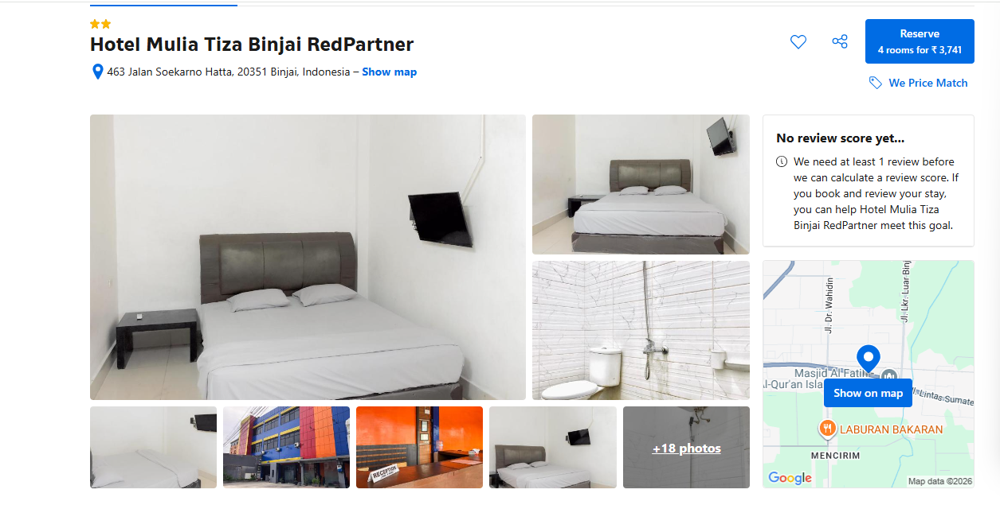 Hotel Mulia Tiza Binjai RedPartner
463 Jalan Soekarno Hatta, 20351 Binjai, Indonesia – Show map
Reserve
4 rooms for ₹ 3,741
We Price Match
No review score yet...
We need at least 1 review before
we can calculate a review score. If
you book and review your stay,
you can help Hotel Mulia Tiza
Binjai RedPartner meet this goal.
RECEPTION
+18 photos
Jl. Dr. Wahidin
Jl. Lkr. Luar Binj
Masjid Al Fatih
Al-Qur'an Isla
Show on map
Jl. Lintas Sumate
LABURAN BAKARAN
MENCIRIM
Google
Map data ©2026